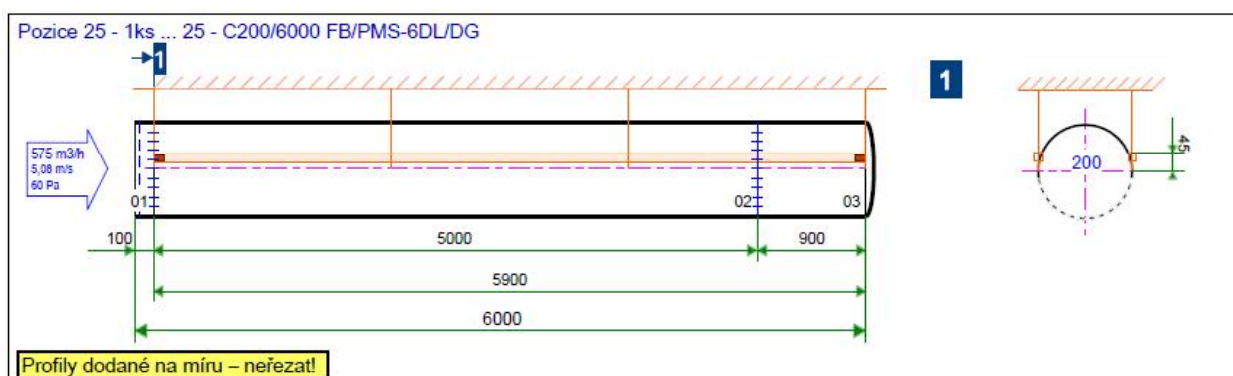 Pozice 25 - 1ks ... 25 - C200/6000 FB/PMS-6DL/DG
1
1
575 m3/h
5,08 m/s
60 Pa
200
45
01
02
03
100
5000
900
5900
6000
Profily dodané na míru – neřezat!